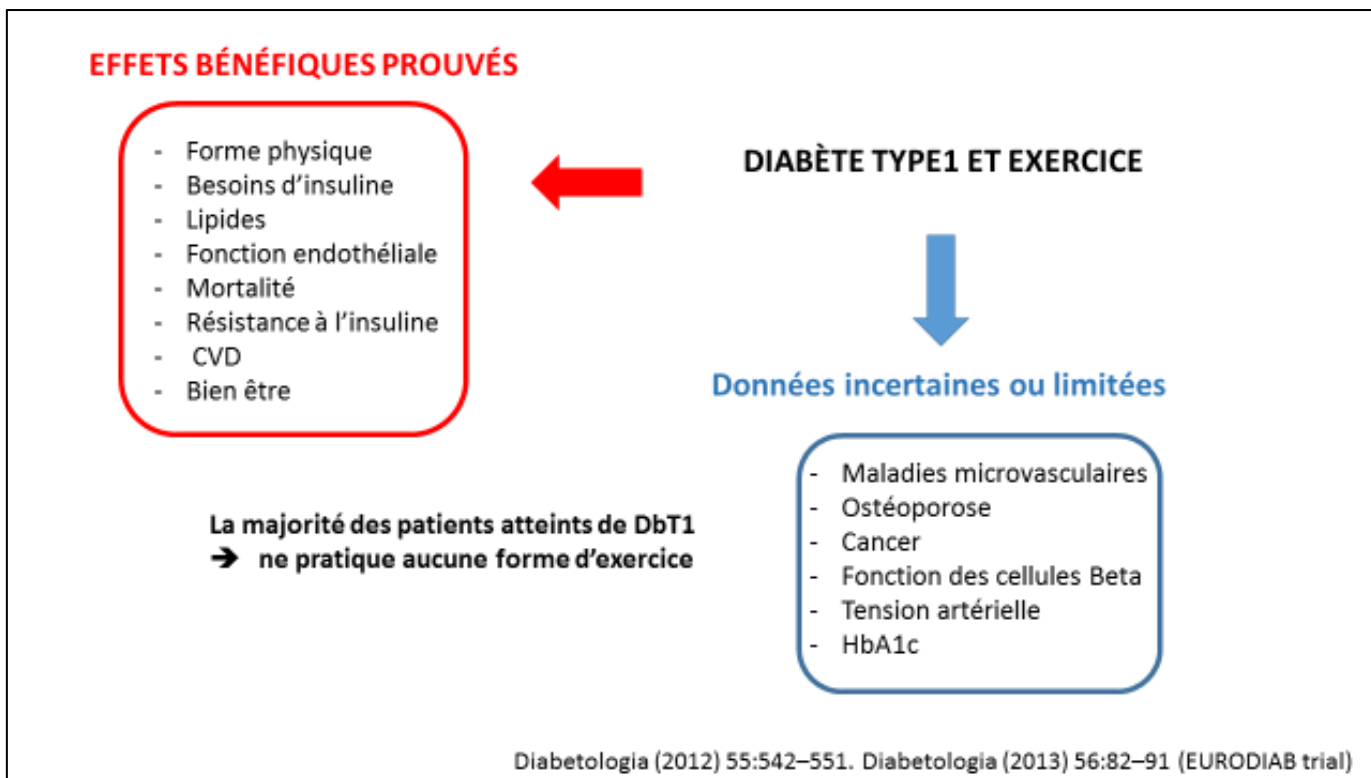 EFFETS BÉNÉFIQUES PROUVÉS
- Forme physique
- Besoins d'insuline
- Lipides
- Fonction endothéliale
- Mortalité
- Résistance à l'insuline
- CVD
- Bien être
DIABÈTE TYPE1 ET EXERCICE
Données incertaines ou limitées
- Maladies microvasculaires
- Ostéoporose
- Cancer
- Fonction des cellules Beta
- Tension artérielle
- HbA1c
La majorité des patients atteints de DbT1
➔ ne pratique aucune forme d'exercice
Diabetologia (2012) 55:542–551. Diabetologia (2013) 56:82–91 (EURODIAB trial)